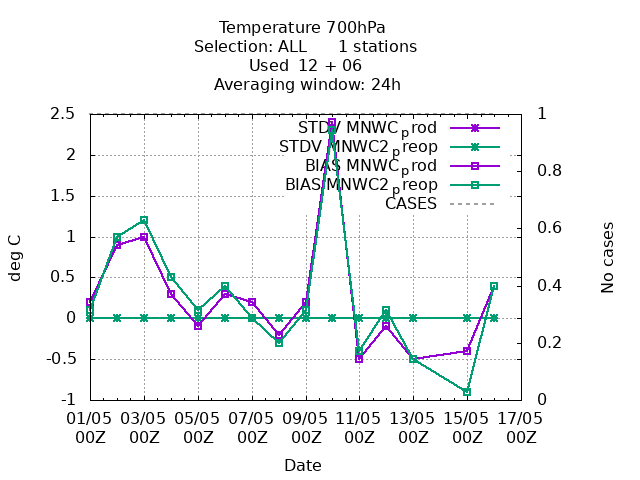 Temperature 700hPa
Selection: ALL 1 stations
Used 12 + 06
Averaging window: 24h
STDV MNWC_prod
STDV MNWC2_preop
BIAS MNWC_prod
BIAS MNWC2_preop
CASES
2.5
2
1.5
1
0.5
0
-0.5
-1
deg C
1
0.8
0.6
0.4
0.2
0
No cases
01/05 03/05 05/05 07/05 09/05 11/05 13/05 15/05 17/05
00Z 00Z 00Z 00Z 00Z 00Z 00Z 00Z 00Z
Date